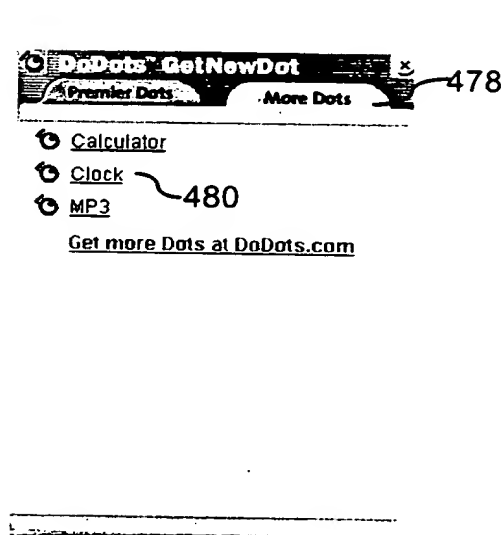 DoDots™ GetNewDot x
478
Premier Dots More Dots
Calculator
Clock
480
MP3
Get more Dots at DoDots.com